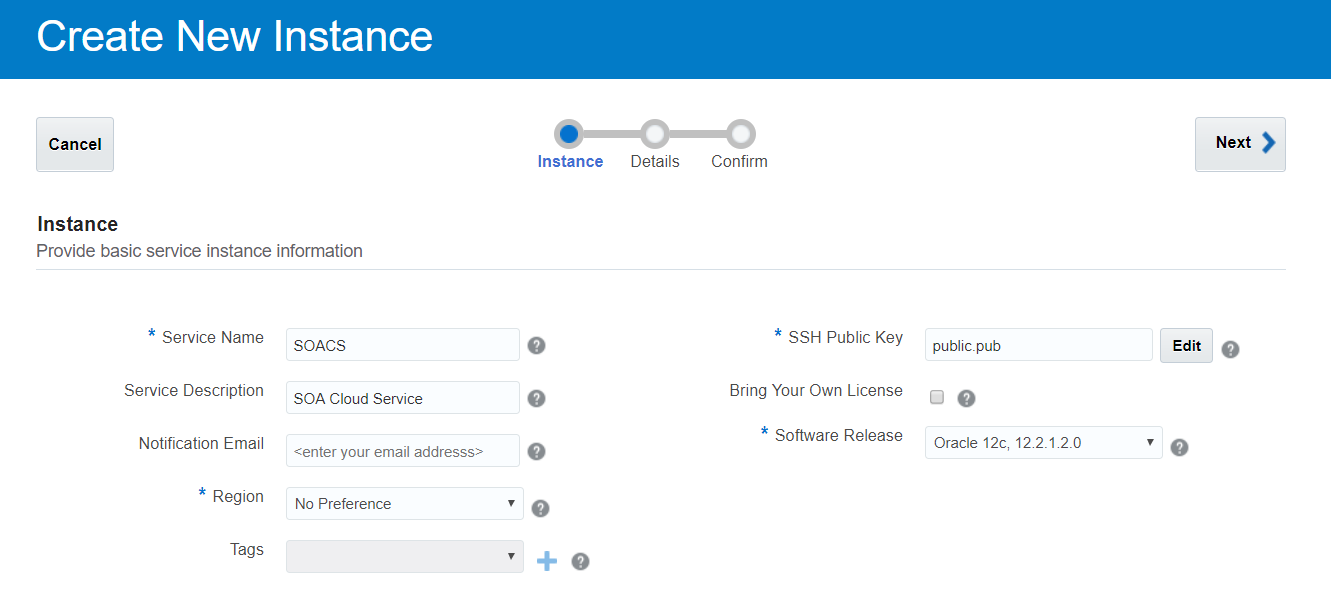 Create New Instance
Cancel
Instance
Details
Confirm
Next
Instance
Provide basic service instance information
* Service Name
SOACS
?
Service Description
SOA Cloud Service
?
Notification Email
<enter your email addresss>
?
* Region
No Preference
?
Tags
?
* SSH Public Key
public.pub
Edit
?
Bring Your Own License
?
* Software Release
Oracle 12c, 12.2.1.2.0
?